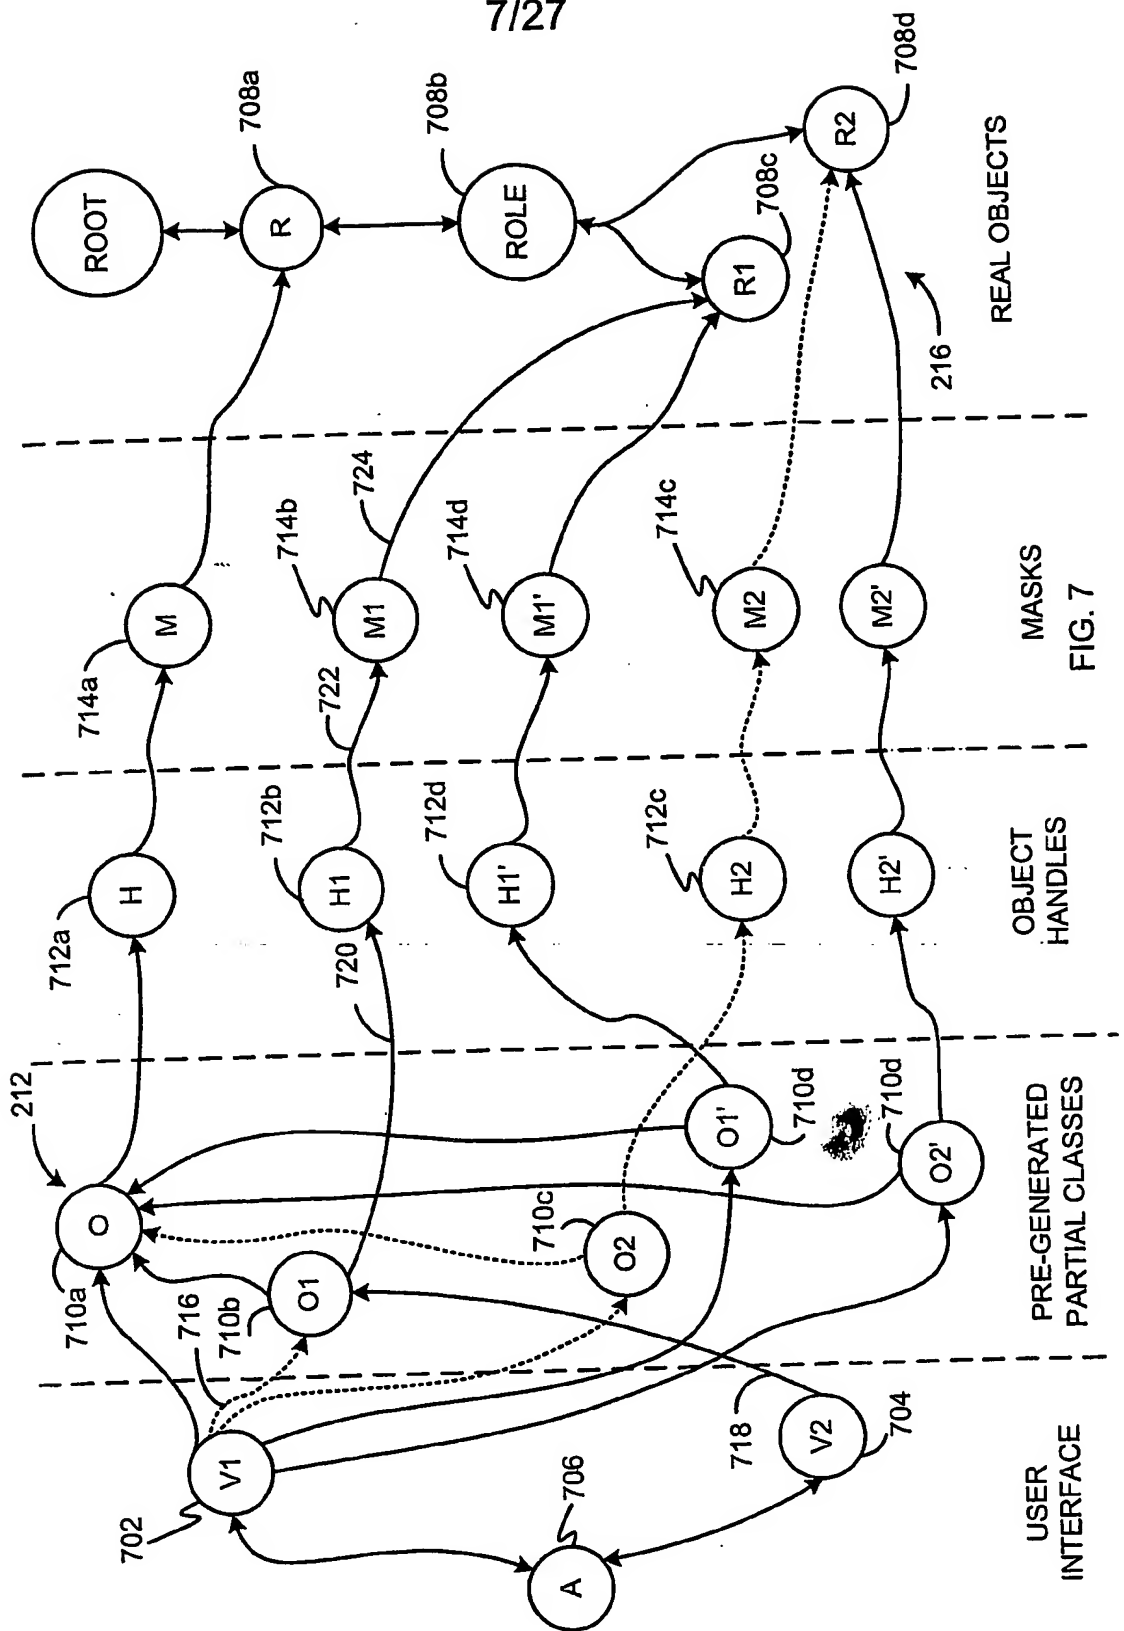 7/27
ROOT
R
708a
ROLE
708b
R1
708c
R2
708d
REAL OBJECTS
216
M
714a
M1
714b
724
M1'
714d
M2
714c
M2'
MASKS
FIG. 7
722
H
712a
H1
712b
H1'
712d
H2
712c
H2'
OBJECT
HANDLES
720
212
O
710a
O1
710b
716
O2
710c
O1'
710d
O2'
710d
PRE-GENERATED
PARTIAL CLASSES
V1
702
A
706
V2
704
718
USER
INTERFACE